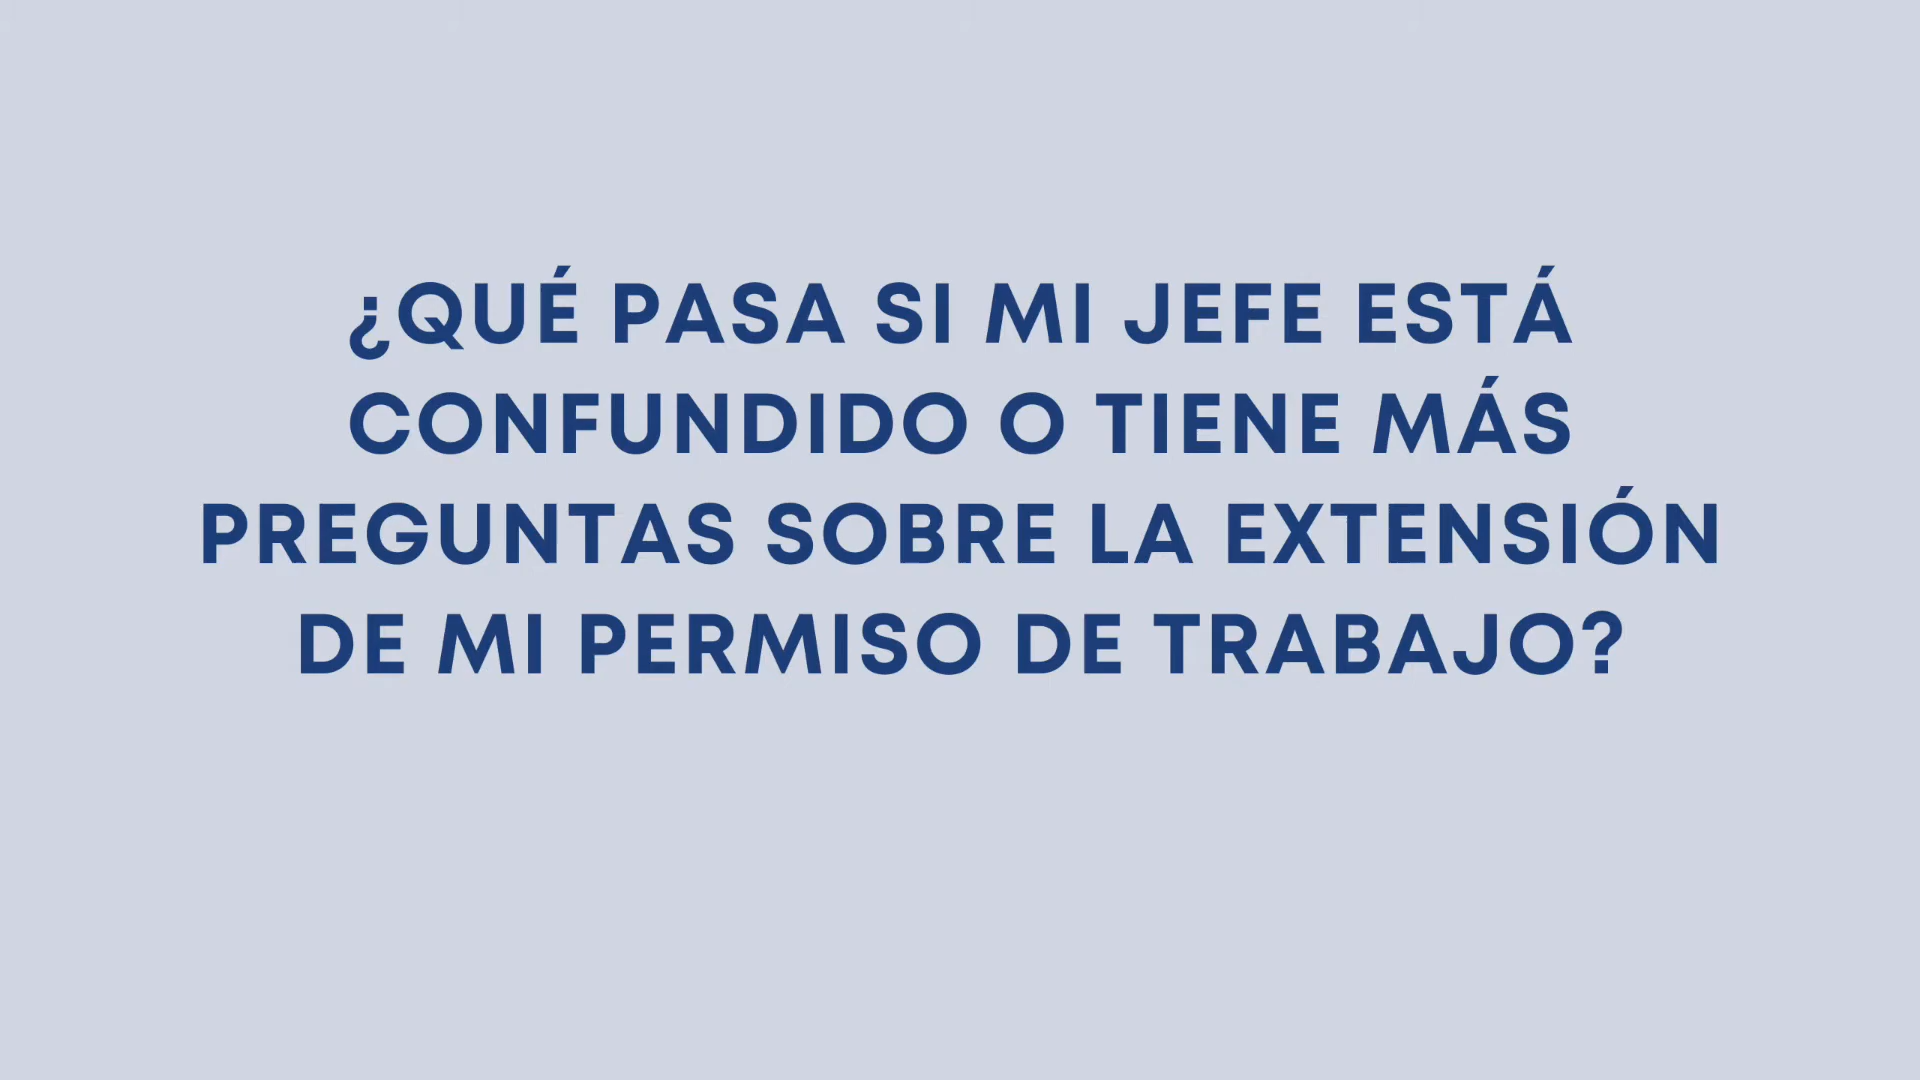 ¿QUÉ PASA SI MI JEFE ESTÁ
CONFUNDIDO O TIENE MÁS
PREGUNTAS SOBRE LA EXTENSIÓN
DE MI PERMISO DE TRABAJO?